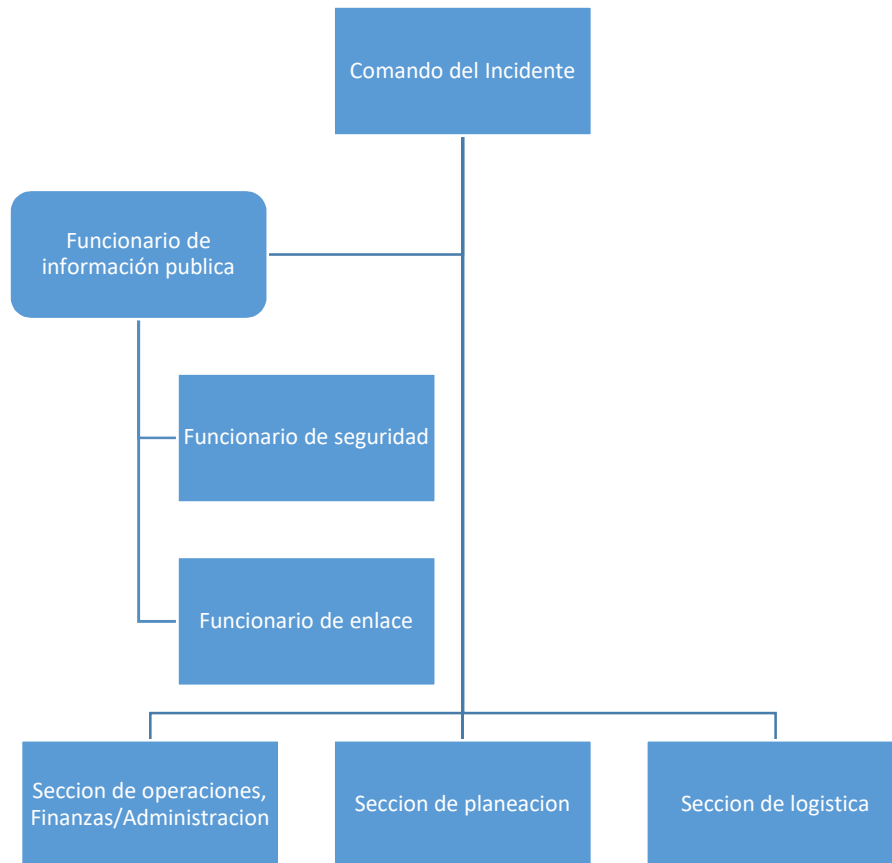 Comando del Incidente
Funcionario de
información publica
Funcionario de seguridad
Funcionario de enlace
Seccion de operaciones,
Finanzas/Administracion
Seccion de planeacion
Seccion de logistica